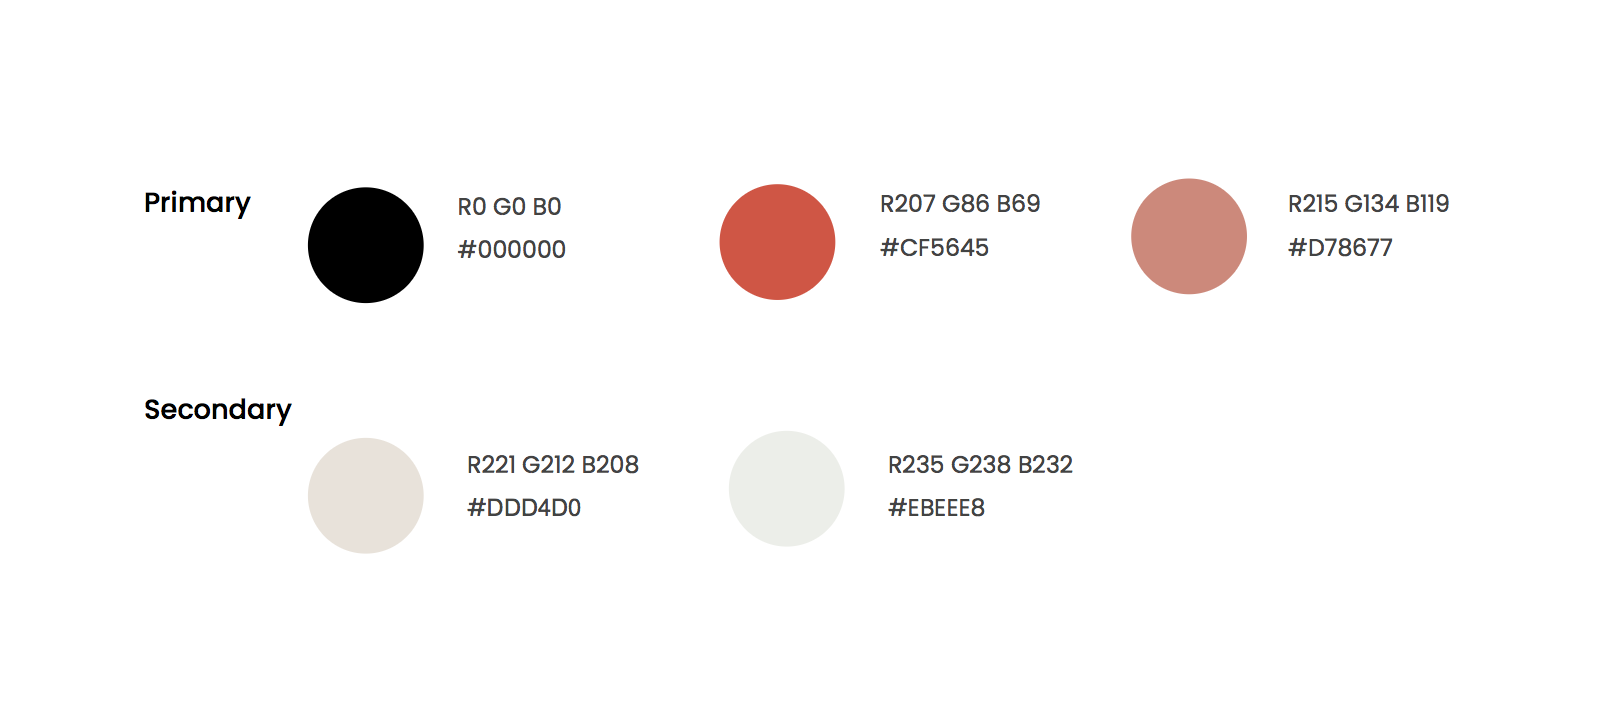 Primary
R0 G0 B0
#000000
R207 G86 B69
#CF5645
R215 G134 B119
#D78677
Secondary
R221 G212 B208
#DDD4D0
R235 G238 B232
#EBEEE8